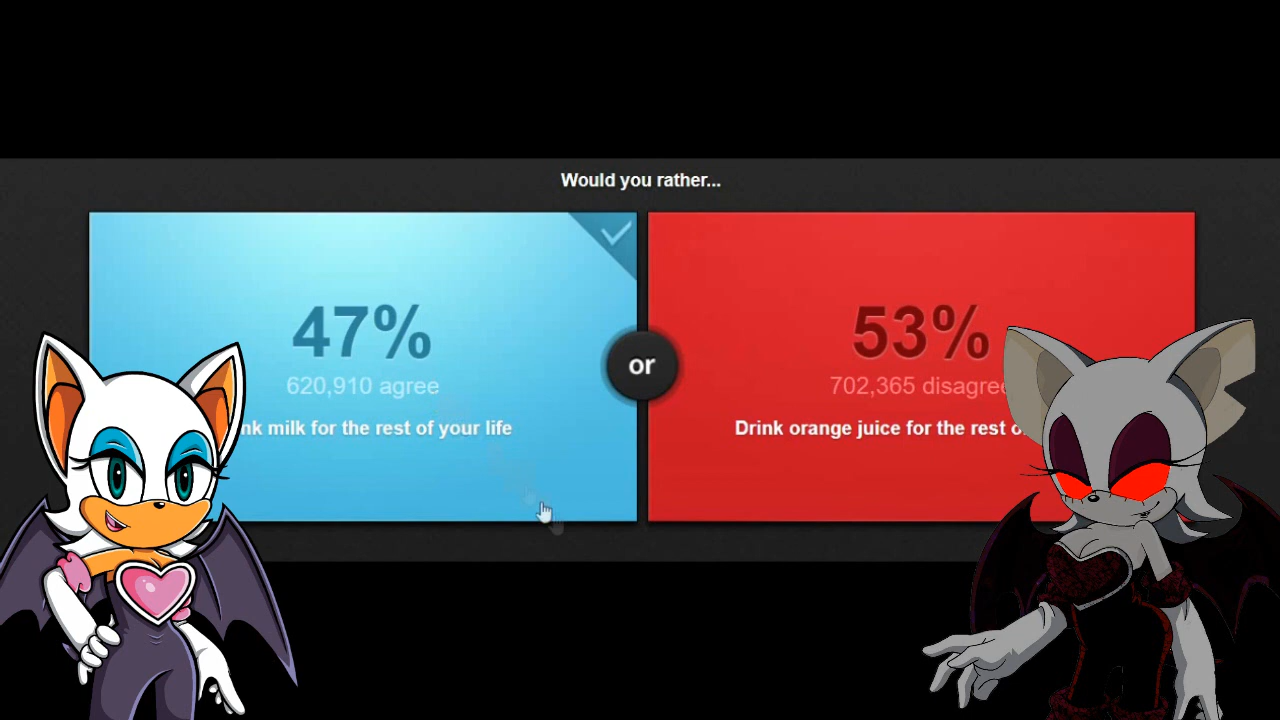 Would you rather...
47%
620,910 agree
milk for the rest of your life
or
53%
702,365 disagree
Drink orange juice for the rest